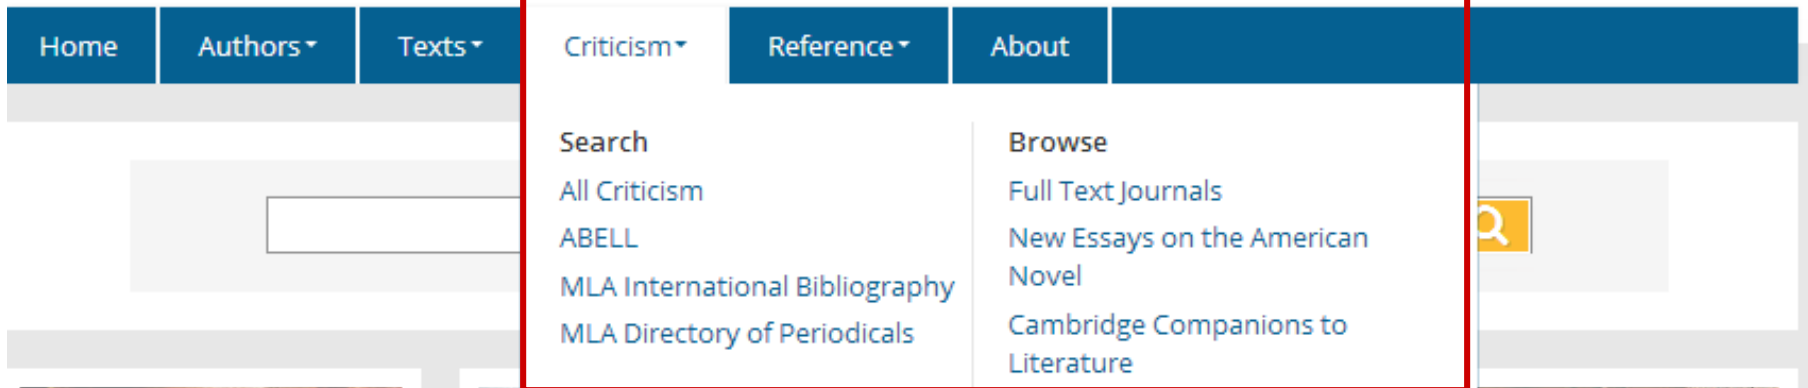 Home Authors Texts Criticism Reference About
Search
All Criticism
ABELL
MLA International Bibliography
MLA Directory of Periodicals
Browse
Full Text Journals
New Essays on the American
Novel
Cambridge Companions to
Literature